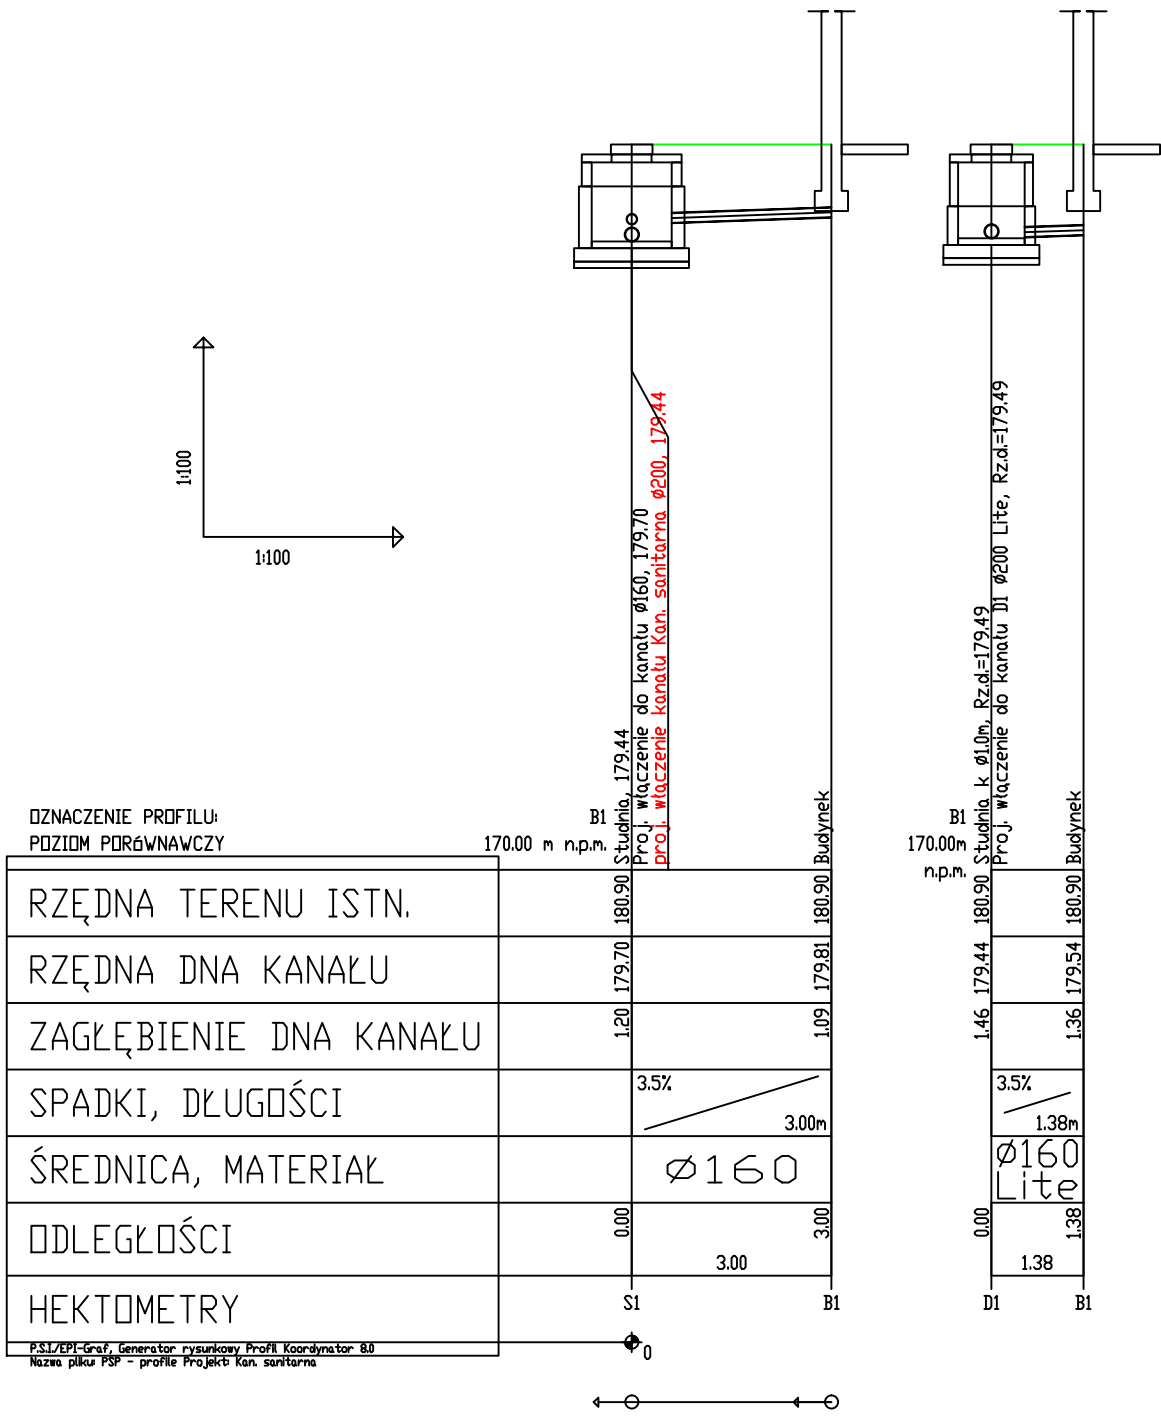 1:100
1:100
Studnia, 179.44
Proj. włączenie do kanału ø160, 179.70
proj. włączenie kanału Kan. sanitarna ø200, 179.44
Budynek
Studnia k ø1.0m, Rz.d.=179.49
Proj. włączenie do kanału D1 ø200 Lite, Rz.d.=179.49
Budynek
OZNACZENIE PROFILU: B1 B1
POZIOM PORÓWNAWCZY 170.00 m n.p.m. 170.00m
n.p.m.
RZĘDNA TERENU ISTN. 180.90 180.90 180.90 180.90
RZĘDNA DNA KANAŁU 179.70 179.81 179.44 179.54
ZAGŁĘBIENIE DNA KANAŁU 1.20 1.09 1.46 1.36
SPADKI, DŁUGOŚCI 3.5% 3.00m 3.5% 1.38m
ŚREDNICA, MATERIAŁ ø160 ø160
Lite
ODLEGŁOŚCI 0.00 3.00 0.00 1.38
3.00 1.38
HEKTOMETRY S1 B1 D1 B1
P.S.I./EPI-Graf, Generator rysunkowy Profil Koordynator 8.0
0
Nazwa pliku: PSP - profile Projekt: Kan. sanitarna